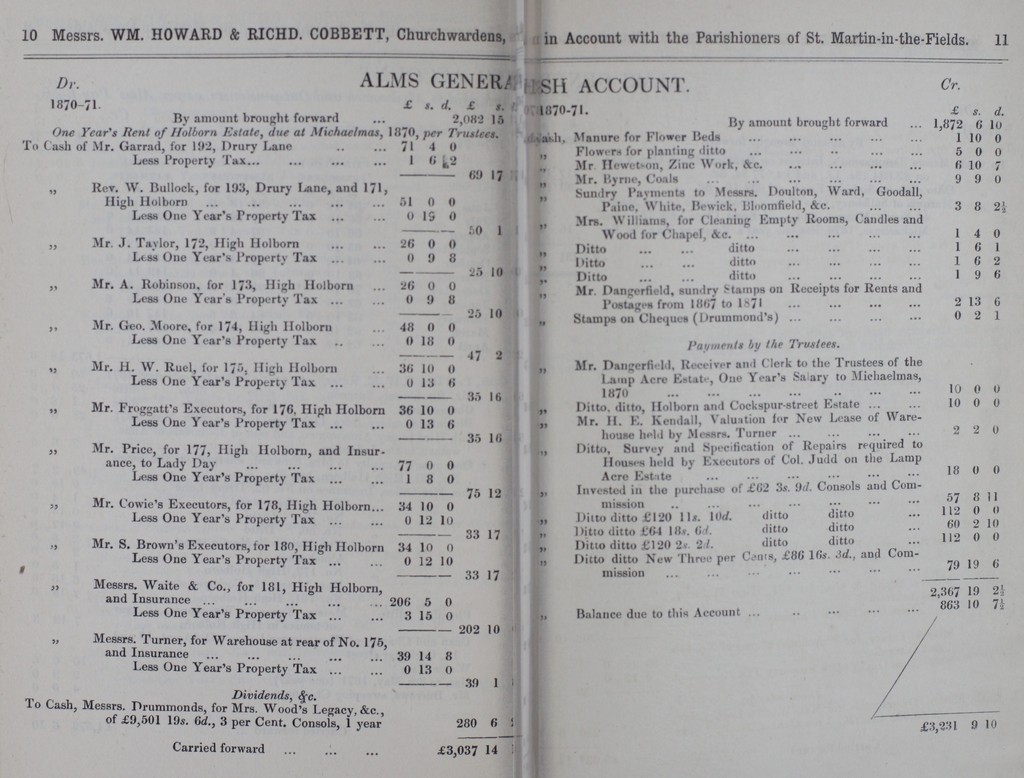 10 Messrs. WM. HOWARD & RICHD. COBBETT, Churchwardens,
Dr.
ALMS GENERA
1870-71.
£ s. d. £ s.
By amount brought forward ... 2,082 15
One Year's Rent of Holborn Estate, due at Michaelmas, 1870, per Trustees.
To Cash of Mr. Garrad, for 192, Drury Lane .. ... 71 4 0
Less Property Tax... ... ... 1 6 2
69 17
„ Rev. W. Bullock, for 193, Drury Lane, and 171,
High Holborn ... ... ... ... ... 51 0 0
Less One Year's Property Tax ... ... 0 19 0
50 1
„ Mr. J. Taylor, 172, High Holborn ... ... 26 0 0
Less One Year's Property Tax ... ... 0 9 8
25 10
„ Mr. A. Robinson, for 173, High Holborn ... 26 0 0
Less One Year's Property Tax ... ... 0 9 8
25 10
„ Mr. Geo. Moore, for 174, High Holborn ... 48 0 0
Less One Year's Property Tax .. ... 0 18 0
47 2
„ Mr. H. W. Ruel, for 175, High Holborn ... 36 10 0
Less One Year's Property Tax ... ... 0 13 6
35 16
„ Mr. Froggatt's Executors, for 176, High Holborn 36 10 0
Less One Year's Property Tax ... ... 0 13 6
35 16
„ Mr. Price, for 177, High Holborn, and Insur-
ance, to Lady Day ... ... ... ... 77 0 0
Less One Year's Property Tax ... ... 1 8 0
75 12
„ Mr. Cowie's Executors, for 178, High Holborn... 34 10 0
Less One Year's Property Tax ... ... 0 12 10
33 17
„ Mr. S. Brown's Executors, for 180, High Holborn 34 10 0
Less One Year's Property Tax ... ... 0 12 10
33 17
„ Messrs. Waite & Co., for 181, High Holborn,
and Insurance ... ... ... ... ... 206 5 0
Less One Year's Property Tax ... ... 3 15 0
202 10
„ Messrs. Turner, for Warehouse at rear of No. 175,
and Insurance ... ... ... ... ... 39 14 8
Less One Year's Property Tax ... ... 0 13 0
39 1
Dividends, &c.
To Cash, Messrs. Drummonds, for Mrs. Wood's Legacy, &c.,
of £9,501 19s. 6d., 3 per Cent. Consols, 1 year 280 6
Carried forward ... ... ... £3,037 14
in Account with the Parishioners of St. Martin-in-the-Fields. 11
SH ACCOUNT.
Cr.
1870-71.
£ s. d.
By amount brought forward ... 1,872 6 10
Cash, Manure for Flower Beds ... ... ... ... ... 1 10 0
„ Flowers for planting ditto ... ... ... ... ... 5 0 0
„ Mr. Hewetson, Zinc Work, &c. ... ... ... ... 6 10 7
„ Mr. Byrne, Coals ... ... ... ... ... ... 9 9 0
„ Sundry Payments to Messrs. Doulton, Ward, Goodall,
Paine, White, Bewick, Bloomfield, &c. ... ... 3 8 2½
„ Mrs. Williams, for Cleaning Empty Rooms, Candles and
Wood for Chapel, &c. ... ... ... ... ... 1 4 0
„ Ditto ... ... ditto ... ... ... ... 1 6 1
„ Ditto ... ... ditto ... ... ... ... 1 6 2
„ Ditto ... ... ditto ... ... ... ... 1 9 6
„ Mr. Dangerfield, sundry Stamps on Receipts for Rents and
Postages from 1867 to 1871 ... ... ... ... 2 13 6
„ Stamps on Cheques (Drummond's) ... ... ... ... 0 2 1
Payments by the Trustees.
„ Mr. Dangerfield, Receiver and Clerk to the Trustees of the
Lamp Acre Estate, One Year's Salary to Michaelmas,
1870 ... ... ... ... .. ... ... 10 0 0
„ Ditto, ditto, Holborn and Cockspur-street Estate ... ... 10 0 0
„ Mr. H. E. Kendall, Valuation for New Lease of Ware-
house held by Messrs. Turner ... ... ... ... 2 2 0
„ Ditto, Survey and Specification of Repairs required to
Houses held by Executors of Col. Judd on the Lamp
Acre Estate ... ... ... ... ... ... 18 0 0
„ Invested in the purchase of £62 3s. 9d. Consols and Com-
mission .. ... ... ... ... ... ... 57 8 11
„ Ditto ditto £120 11s. 10d. ditto ditto ... 112 0 0
„ Ditto ditto £64 18s. 6d. ditto ditto ... 60 2 10
„ Ditto ditto £120 2s. 2d. ditto ditto ... 112 0 0
„ Ditto ditto New Three per Cents, £86 16s. 3d., and Com-
mission ... ... ... ... ... ... ... 79 19 6
2,367 19 2½
„ Balance due to this Account ... .. ... ... ... 863 10 7½
£3,231 9 10